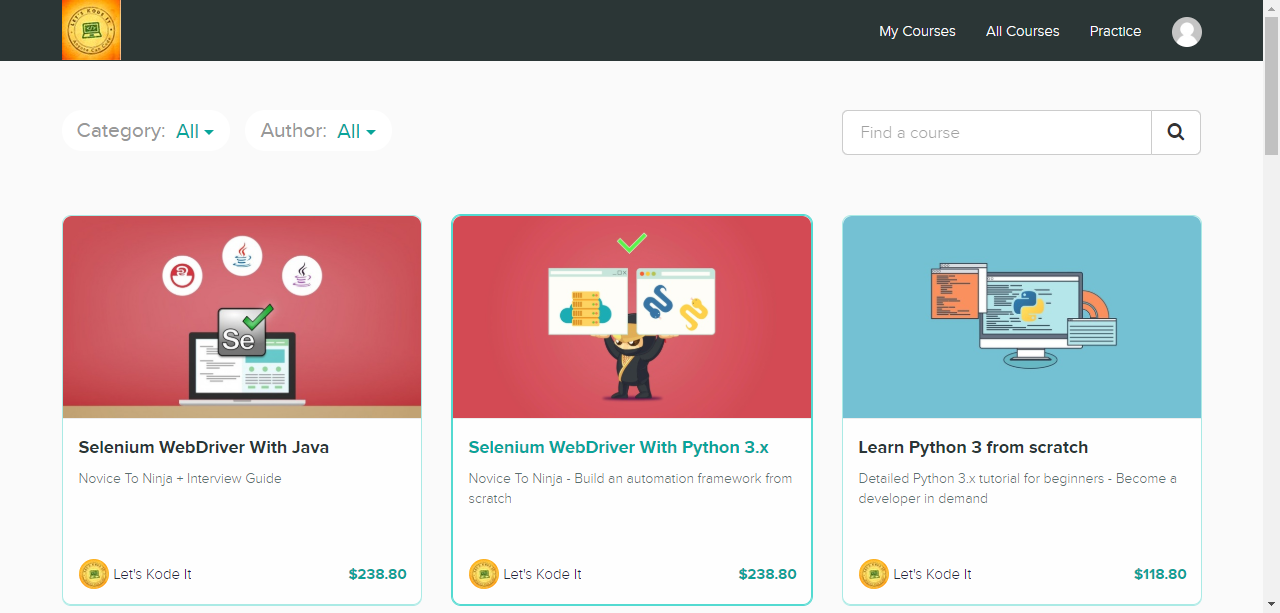 LET'S KODE IT
My Courses
All Courses
Practice
Category: All
Author: All
Find a course
Se
Selenium WebDriver With Java
Novice To Ninja + Interview Guide
Let's Kode It
$238.80
Selenium WebDriver With Python 3.x
Novice To Ninja - Build an automation framework from
scratch
Let's Kode It
$238.80
Learn Python 3 from scratch
Detailed Python 3.x tutorial for beginners - Become a
developer in demand
Let's Kode It
$118.80